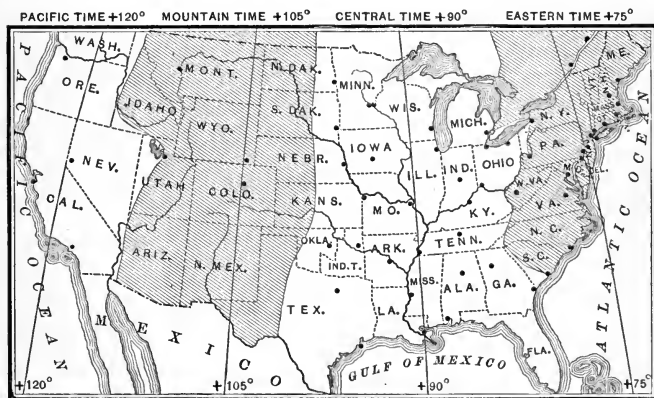 PACIFIC TIME +120° MOUNTAIN TIME +105° CENTRAL TIME +90° EASTERN TIME +75°
WASH.
MONT.
N. DAK.
MINN.
ME.
ORE.
IDAHO
WYO.
S. DAK.
WIS.
MICH.
N. Y.
VT.
N.H.
MASS.
NEV.
UTAH
COLO.
NEBR.
IOWA
ILL.
IND.
OHIO
PA.
DEL.
CAL.
KANS.
MO.
KY.
W. VA.
VA.
ARIZ.
N. MEX.
OKLA.
IND. T.
ARK.
TENN.
N. C.
S. C.
TEX.
LA.
MISS.
ALA.
GA.
FLA.
PACIFIC OCEAN
MEXICO
GULF OF MEXICO
ATLANTIC OCEAN
+120° +105° +90° +75°